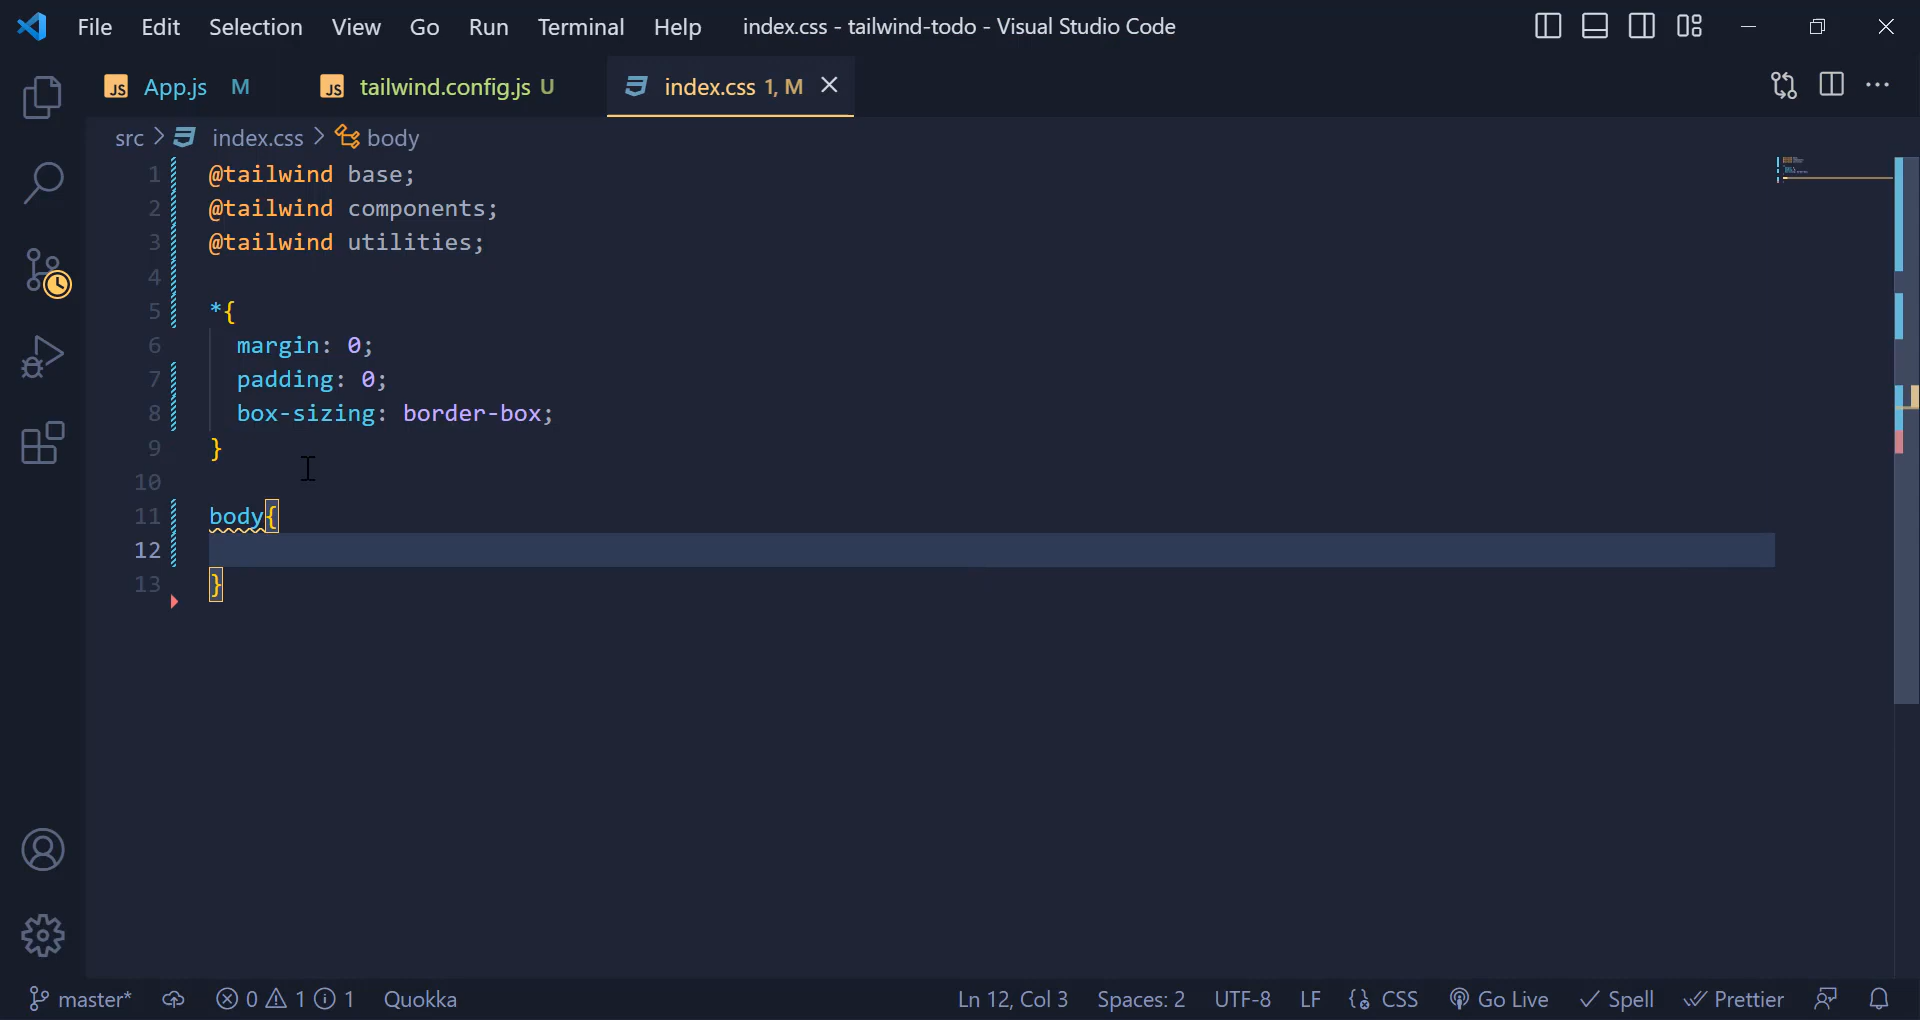 File Edit Selection View Go Run Terminal Help index.css - tailwind-todo - Visual Studio Code
JS App.js M JS tailwind.config.js U index.css 1, M
src > index.css > body
1 @tailwind base;
2 @tailwind components;
3 @tailwind utilities;
4
5 *{
6 margin: 0;
7 padding: 0;
8 box-sizing: border-box;
9 }
10
11 body{
12
13 }
master* 0 1 1 Quokka Ln 12, Col 3 Spaces: 2 UTF-8 LF CSS Go Live Spell Prettier